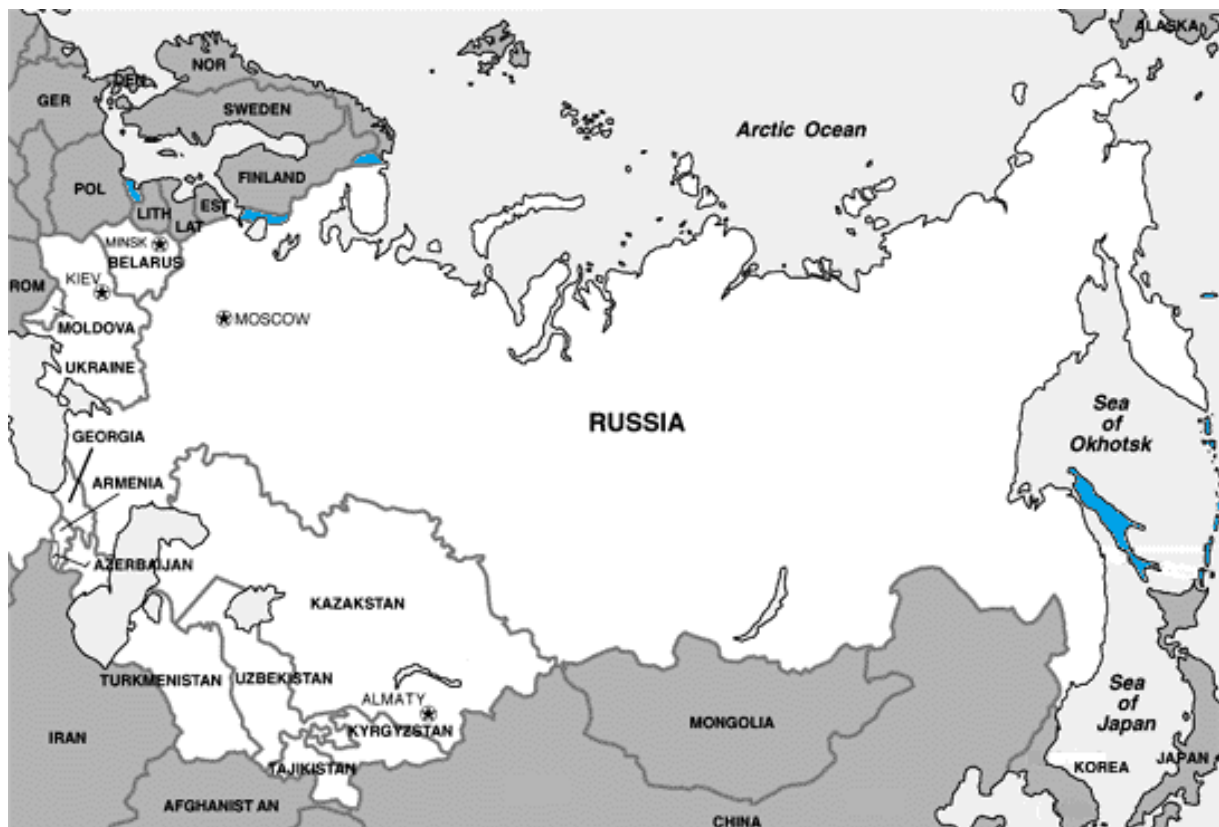 ALASKA
NOR
DEN
GER
SWEDEN
Arctic Ocean
FINLAND
POL
EST
LITH
LAT
MINSK
BELARUS
KIEV
ROM
MOSCOW
MOLDOVA
UKRAINE
RUSSIA
Sea
of
Okhotsk
GEORGIA
ARMENIA
AZERBAIJAN
KAZAKSTAN
TURKMENISTAN
UZBEKISTAN
ALMATY
Sea
of
Japan
KYRGYZSTAN
MONGOLIA
IRAN
TAJIKISTAN
KOREA
JAPAN
AFGHANIST AN
CHINA